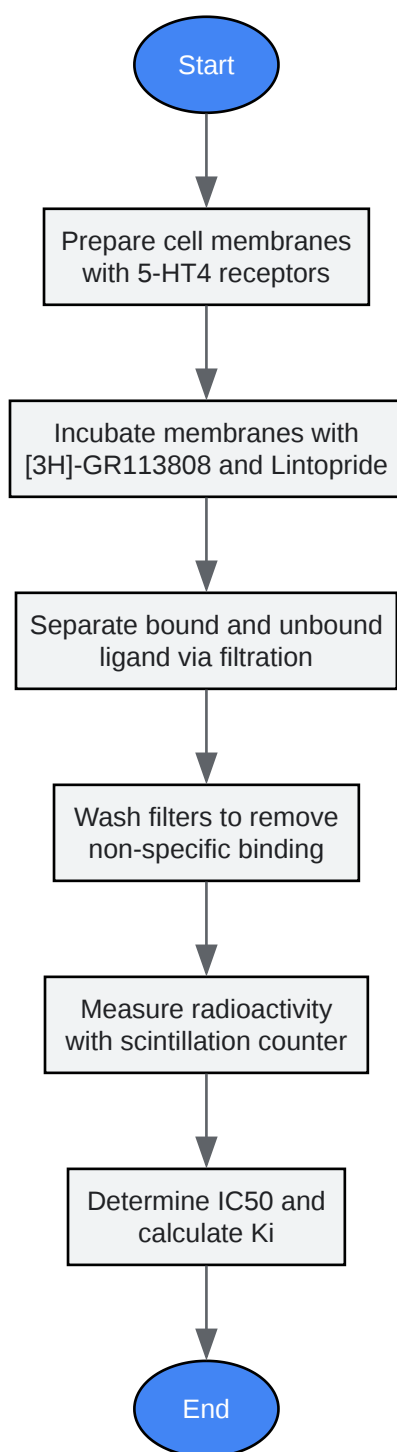 Start
Prepare cell membranes
with 5-HT4 receptors
Incubate membranes with
[3H]-GR113808 and Lintopride
Separate bound and unbound
ligand via filtration
Wash filters to remove
non-specific binding
Measure radioactivity
with scintillation counter
Determine IC50 and
calculate Ki
End